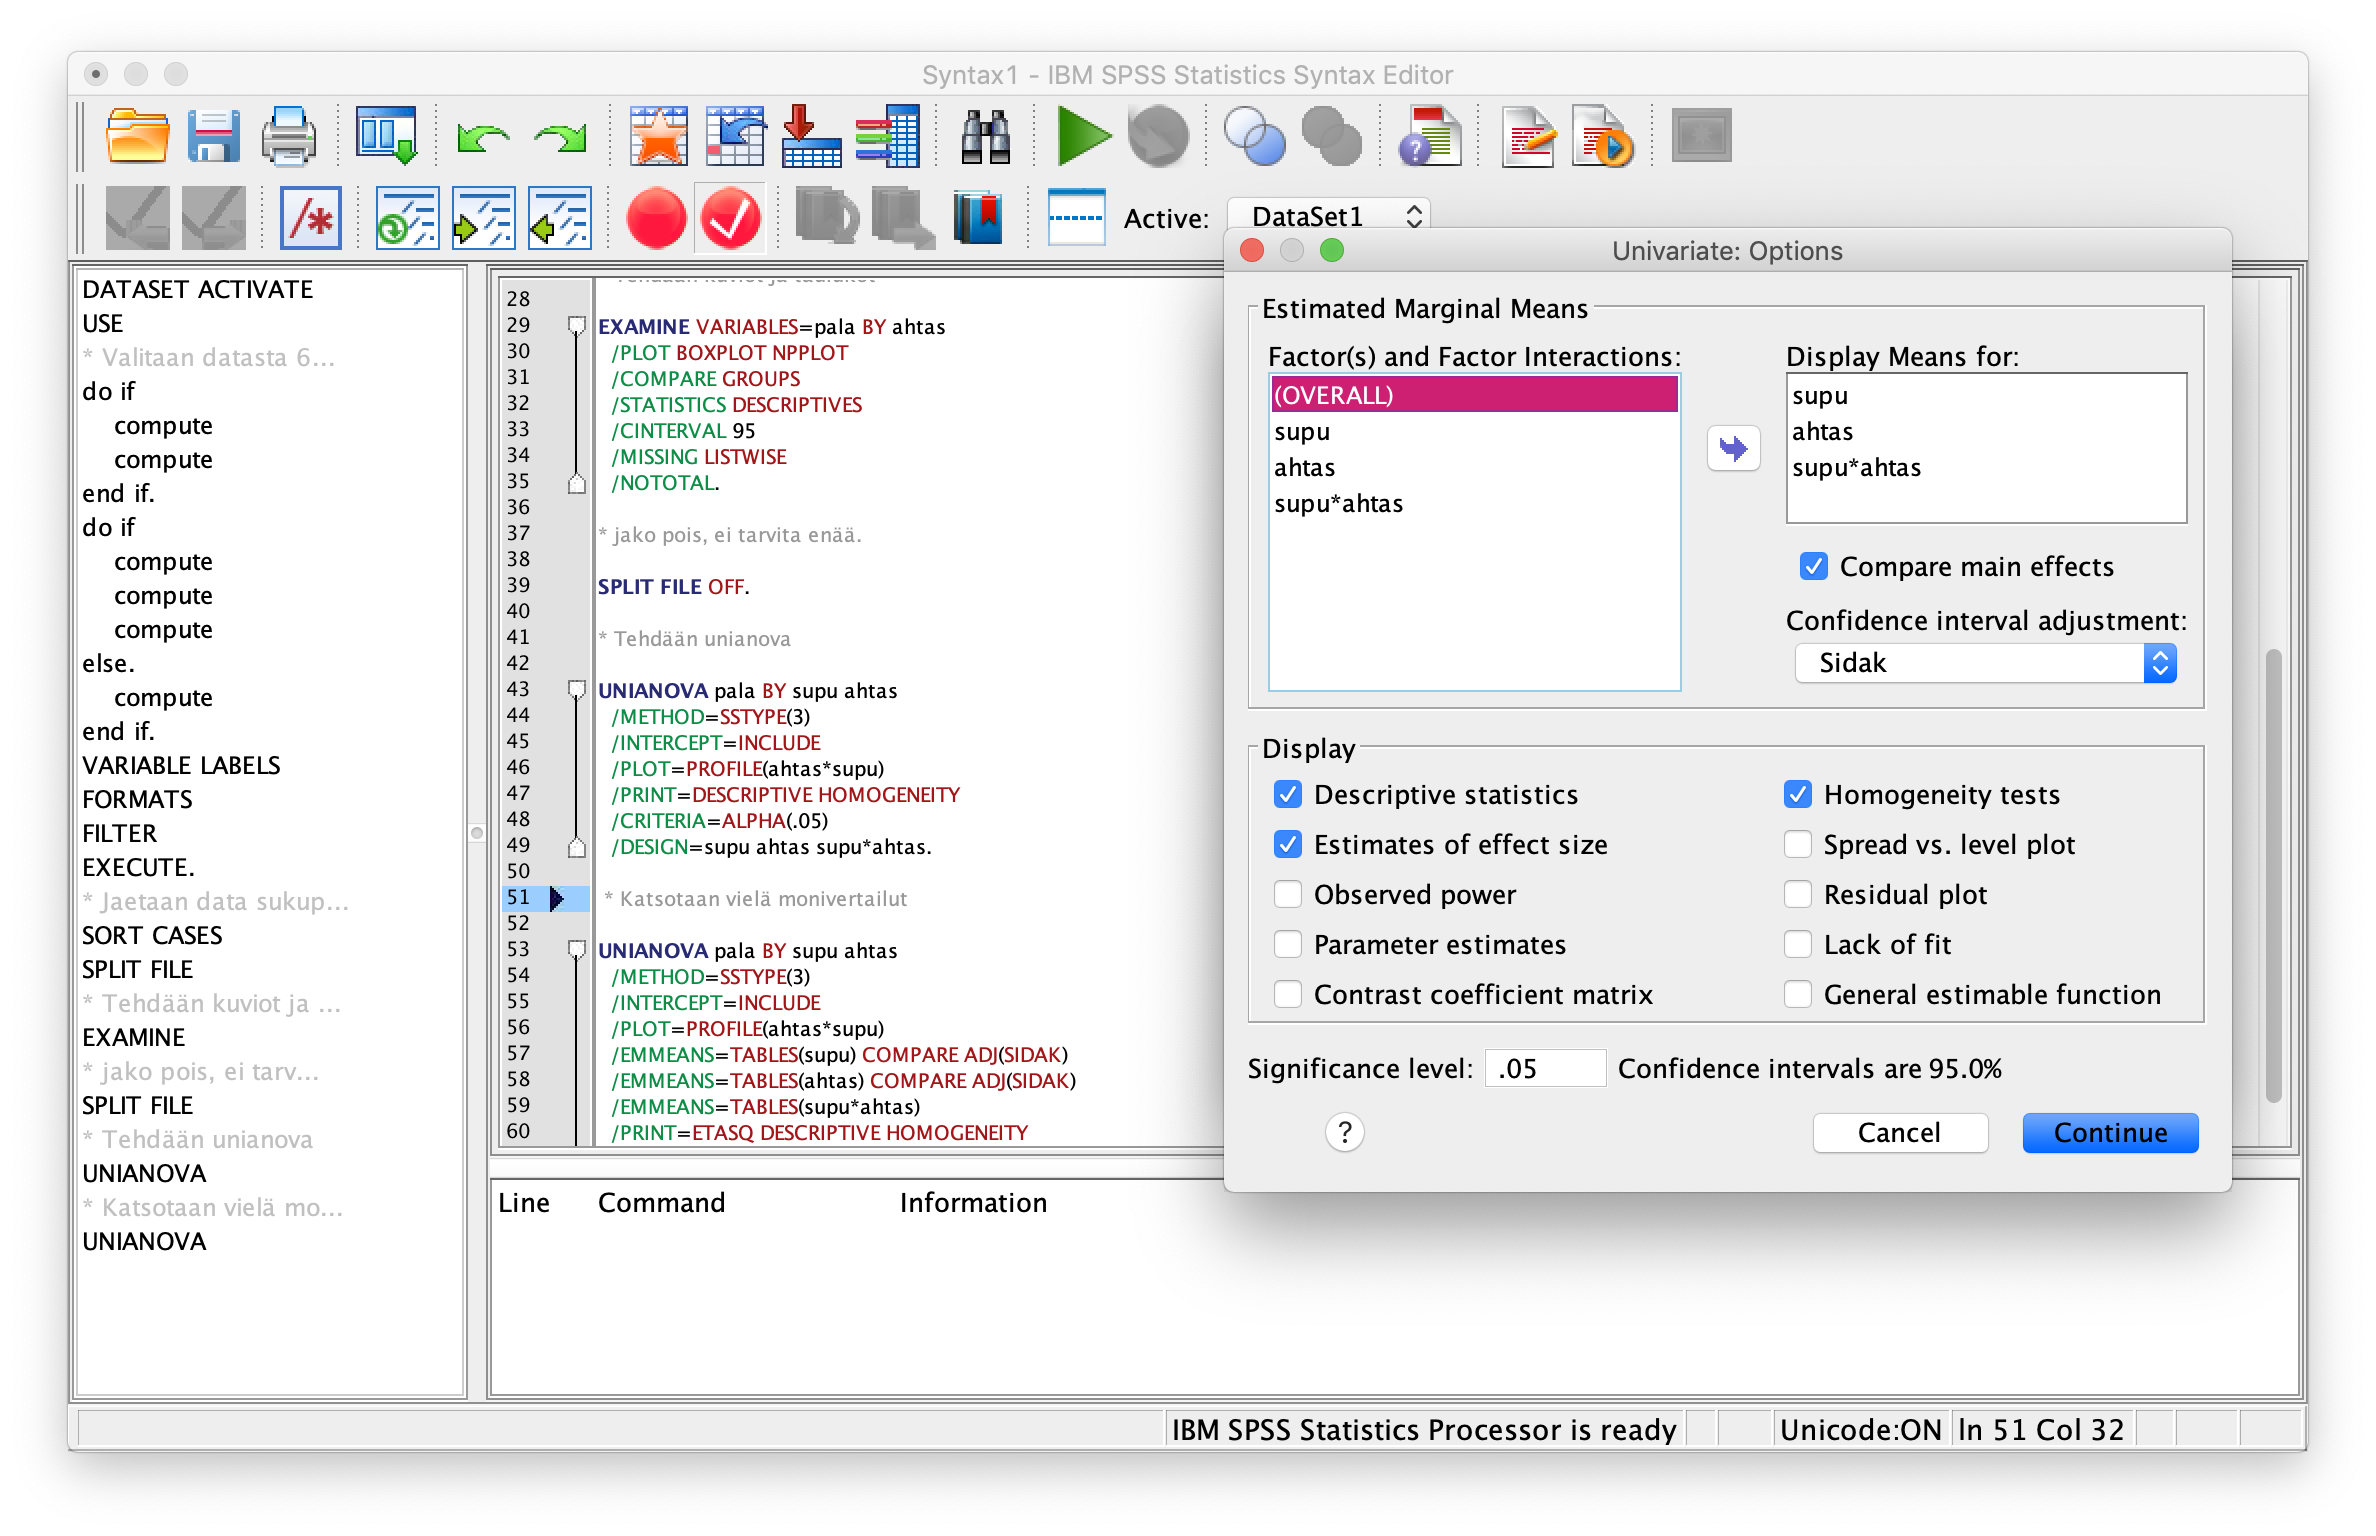 Syntax1 - IBM SPSS Statistics Syntax Editor
Active: DataSet1
DATASET ACTIVATE
USE
* Valitaan datasta 6...
do if
compute
compute
end if.
do if
compute
compute
compute
else.
compute
end if.
VARIABLE LABELS
FORMATS
FILTER
EXECUTE.
* Jaetaan data sukup...
SORT CASES
SPLIT FILE
* Tehdään kuviot ja ...
EXAMINE
* jako pois, ei tarv...
SPLIT FILE
* Tehdään unianova
UNIANOVA
* Katsotaan vielä mo...
UNIANOVA
28
29 EXAMINE VARIABLES=pala BY ahtas
30 /PLOT BOXPLOT NPPLOT
31 /COMPARE GROUPS
32 /STATISTICS DESCRIPTIVES
33 /CINTERVAL 95
34 /MISSING LISTWISE
35 /NOTOTAL.
36
37 * jako pois, ei tarvita enää.
38
39 SPLIT FILE OFF.
40
41 * Tehdään unianova
42
43 UNIANOVA pala BY supu ahtas
44 /METHOD=SSTYPE(3)
45 /INTERCEPT=INCLUDE
46 /PLOT=PROFILE(ahtas*supu)
47 /PRINT=DESCRIPTIVE HOMOGENEITY
48 /CRITERIA=ALPHA(.05)
49 /DESIGN=supu ahtas supu*ahtas.
50
51 * Katsotaan vielä monivertailut
52
53 UNIANOVA pala BY supu ahtas
54 /METHOD=SSTYPE(3)
55 /INTERCEPT=INCLUDE
56 /PLOT=PROFILE(ahtas*supu)
57 /EMMEANS=TABLES(supu) COMPARE ADJ(SIDAK)
58 /EMMEANS=TABLES(ahtas) COMPARE ADJ(SIDAK)
59 /EMMEANS=TABLES(supu*ahtas)
60 /PRINT=ETASQ DESCRIPTIVE HOMOGENEITY
Line Command Information
Univariate: Options
Estimated Marginal Means
Factor(s) and Factor Interactions:
(OVERALL)
supu
ahtas
supu*ahtas
Display Means for:
supu
ahtas
supu*ahtas
Compare main effects
Confidence interval adjustment:
Sidak
Display
Descriptive statistics
Homogeneity tests
Estimates of effect size
Spread vs. level plot
Observed power
Residual plot
Parameter estimates
Lack of fit
Contrast coefficient matrix
General estimable function
Significance level: .05 Confidence intervals are 95.0%
?
Cancel
Continue
IBM SPSS Statistics Processor is ready
Unicode:ON
ln 51 Col 32